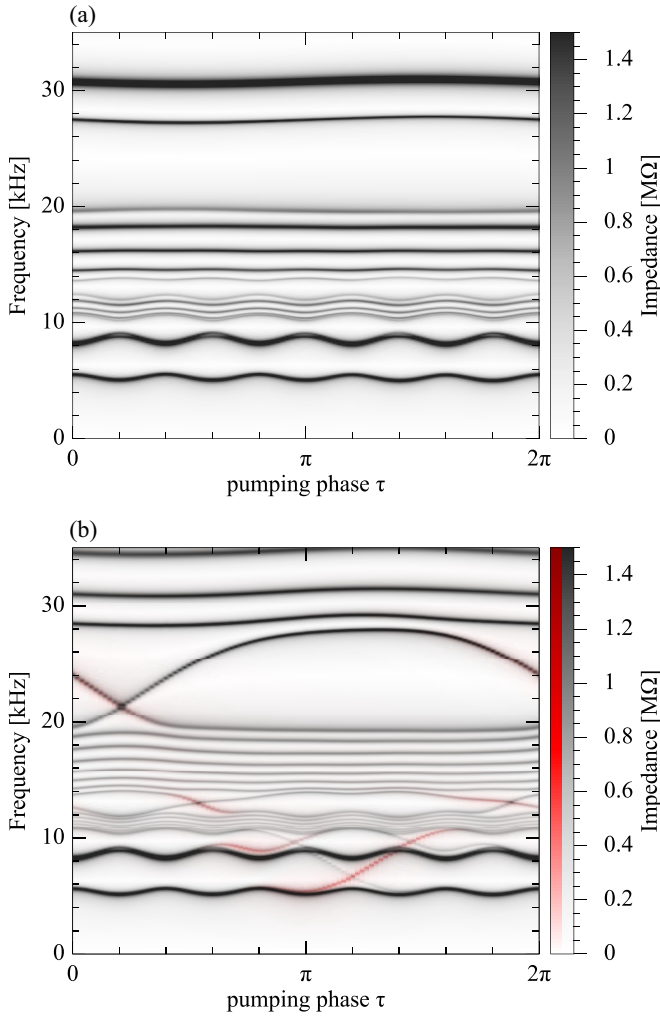 (a)
30
20
10
0
Frequency [kHz]
0
π
2π
pumping phase τ
1.4
1.2
1
0.8
0.6
0.4
0.2
0
Impedance [MΩ]
(b)
30
20
10
0
Frequency [kHz]
0
π
2π
pumping phase τ
1.4
1.2
1
0.8
0.6
0.4
0.2
0
Impedance [MΩ]